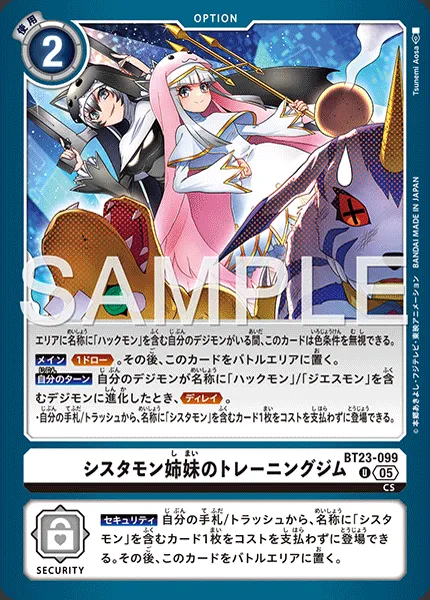 OPTION
使用
2
Tsunemi Aosa
©本郷あきよし・フジテレビ・東映アニメーション BANDAI MADE IN JAPAN
SAMPLE
エリアに名称に「ハックモン」を含む自分のデジモンがいる間、このカードは色条件を無視できる。
メイン 1ドロー。その後、このカードをバトルエリアに置く。
自分のターン 自分のデジモンが名称に「ハックモン」/「ジエスモン」を含
むデジモンに進化したとき、ディレイ。
・自分の手札/トラッシュから、名称に「シスタモン」を含むカード1枚をコストを支払わずに登場できる。
BT23-099
シスタモン姉妹のトレーニングジム
U
05
CS
セキュリティ 自分の手札/トラッシュから、名称に「シスタ
モン」を含むカード1枚をコストを支払わずに登場でき
る。その後、このカードをバトルエリアに置く。
SECURITY